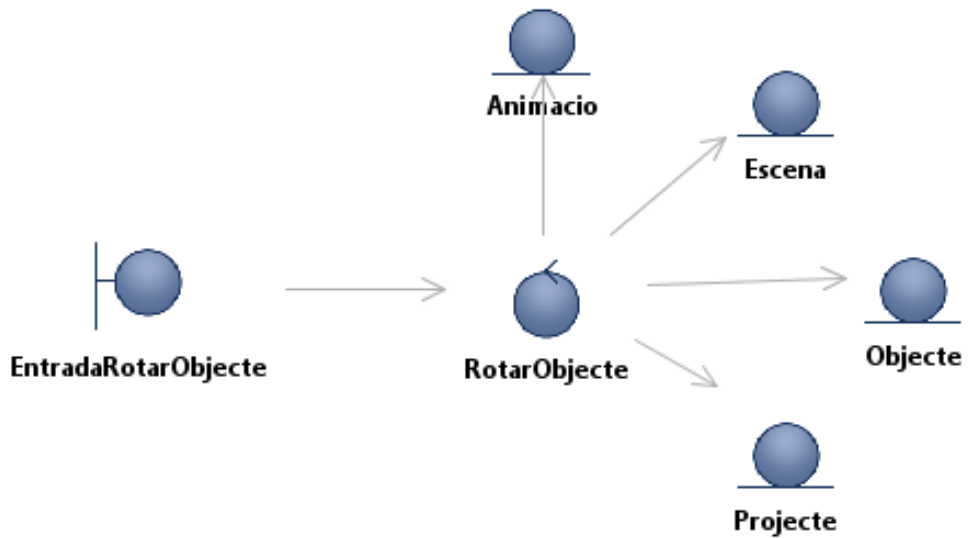 Animacio
Escena
EntradaRotarObjecte
RotarObjecte
Objecte
Projecte